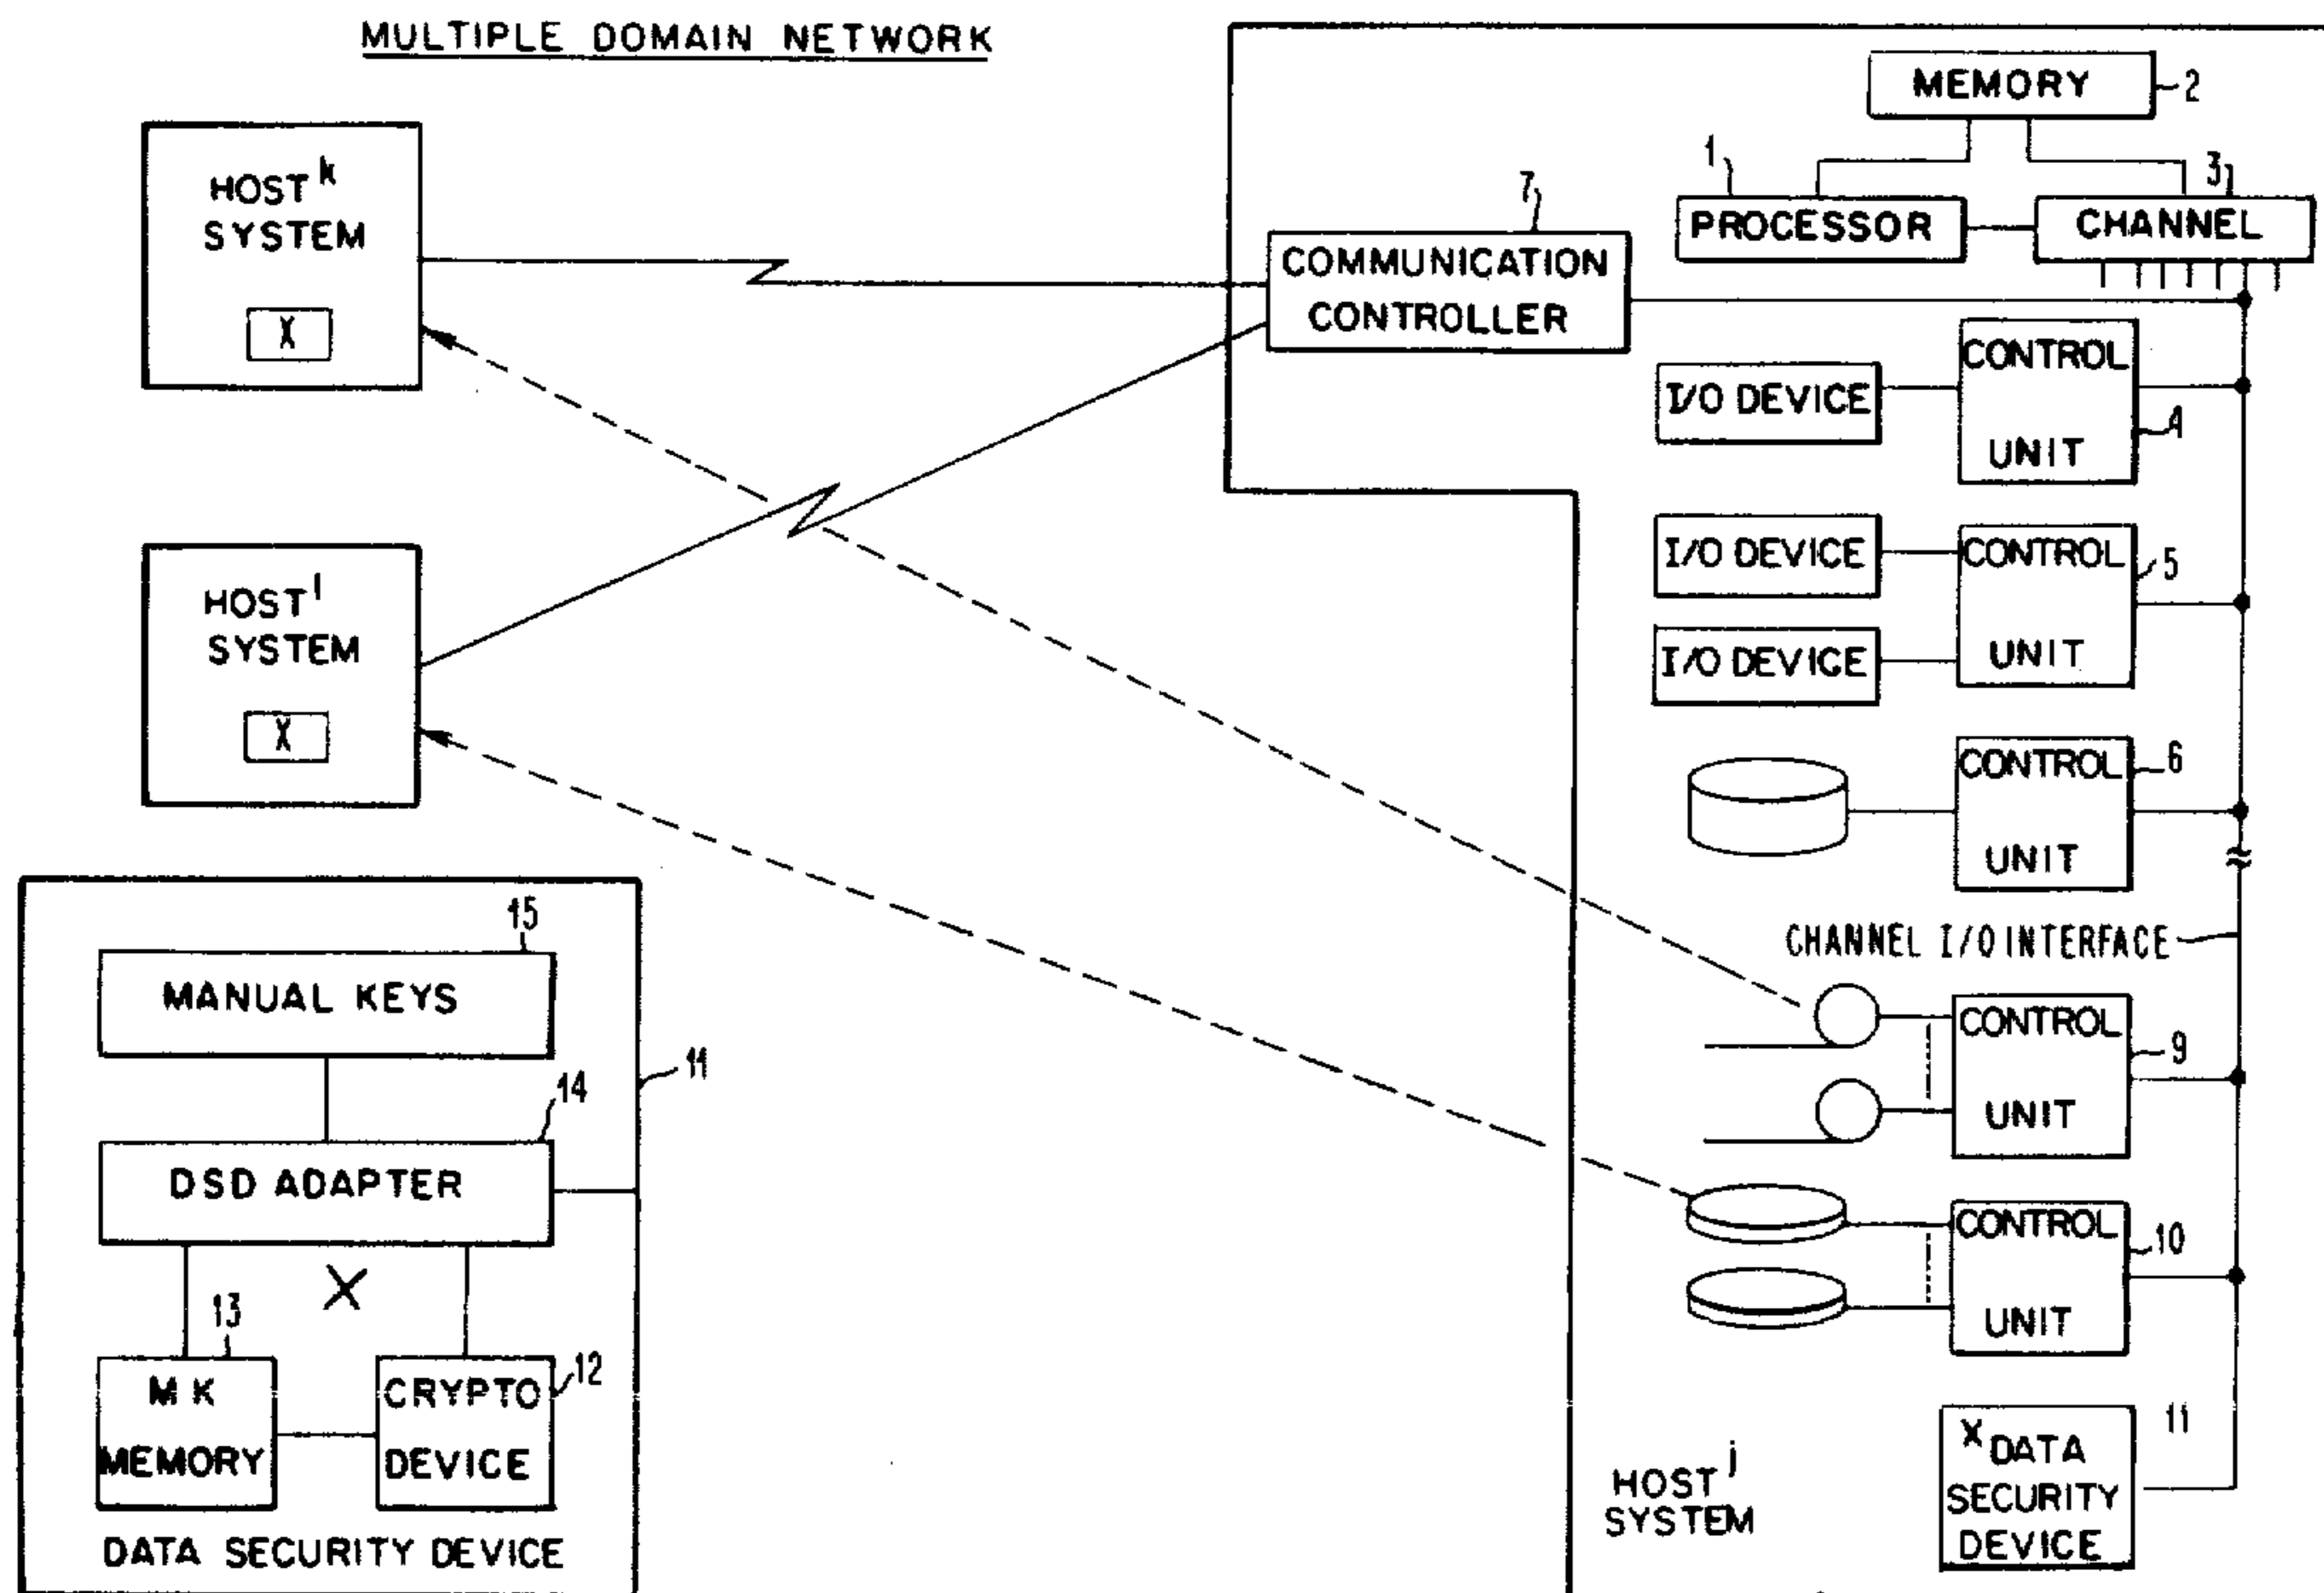 MULTIPLE DOMAIN NETWORK
HOST k
SYSTEM
X
HOST l
SYSTEM
X
15
MANUAL KEYS
11
14
DSD ADAPTER
X
13
MK
MEMORY
12
CRYPTO
DEVICE
DATA SECURITY DEVICE
MEMORY
2
1
PROCESSOR
3
CHANNEL
7
COMMUNICATION
CONTROLLER
I/O DEVICE
CONTROL
UNIT
4
I/O DEVICE
I/O DEVICE
CONTROL
UNIT
5
CONTROL
UNIT
6
CHANNEL I/O INTERFACE
CONTROL
UNIT
9
CONTROL
UNIT
10
HOST j
SYSTEM
X DATA
SECURITY
DEVICE
11